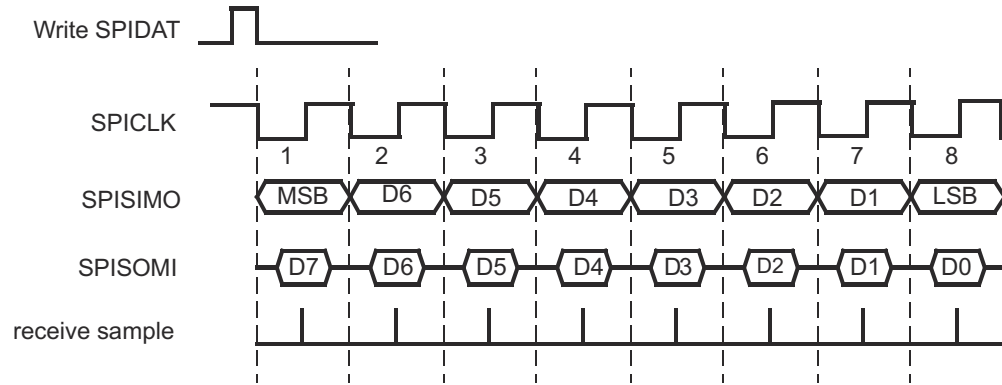 Write SPIDAT
SPICLK
1 2 3 4 5 6 7 8
SPISIMO MSB D6 D5 D4 D3 D2 D1 LSB
SPISOMI D7 D6 D5 D4 D3 D2 D1 D0
receive sample